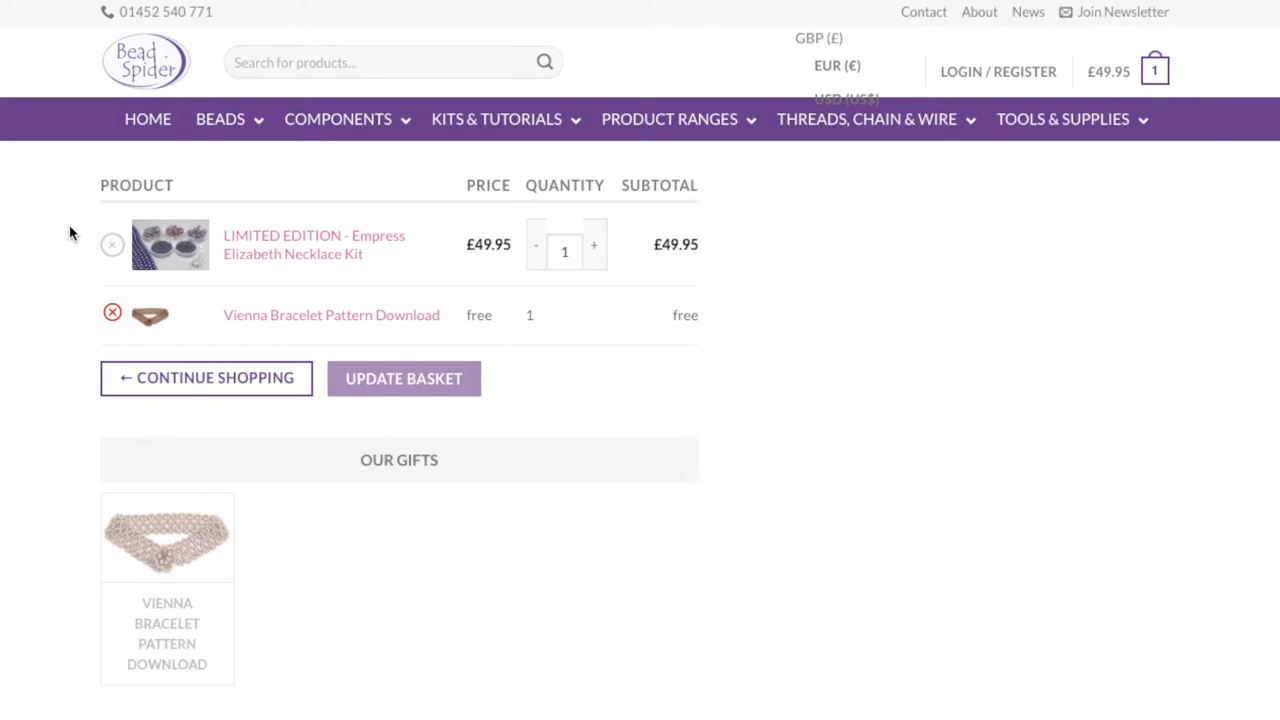 01452 540 771
Contact
About
News
Join Newsletter
Bead
Spider
Search for products...
GBP (£)
EUR (€)
USD (US$)
LOGIN / REGISTER
£49.95
1
HOME
BEADS
COMPONENTS
KITS & TUTORIALS
PRODUCT RANGES
THREADS, CHAIN & WIRE
TOOLS & SUPPLIES
PRODUCT
PRICE
QUANTITY
SUBTOTAL
×
LIMITED EDITION - Empress
Elizabeth Necklace Kit
£49.95
- 1 +
£49.95
Vienna Bracelet Pattern Download
free
1
free
← CONTINUE SHOPPING
UPDATE BASKET
OUR GIFTS
VIENNA
BRACELET
PATTERN
DOWNLOAD